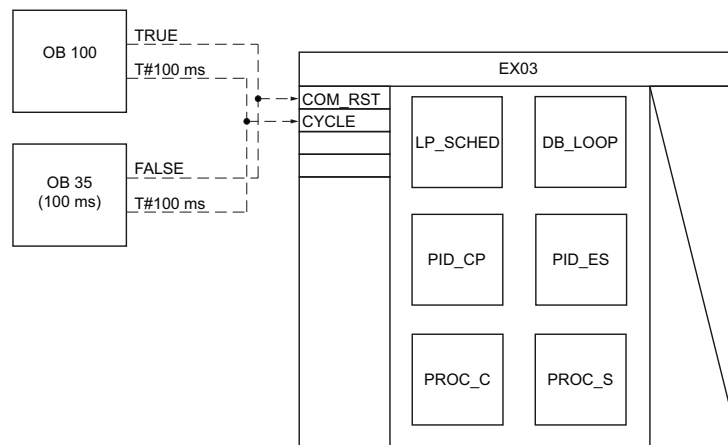 OB 100
TRUE
T#100 ms
OB 35
(100 ms)
FALSE
T#100 ms
EX03
COM_RST
CYCLE
LP_SCHED
DB_LOOP
PID_CP
PID_ES
PROC_C
PROC_S